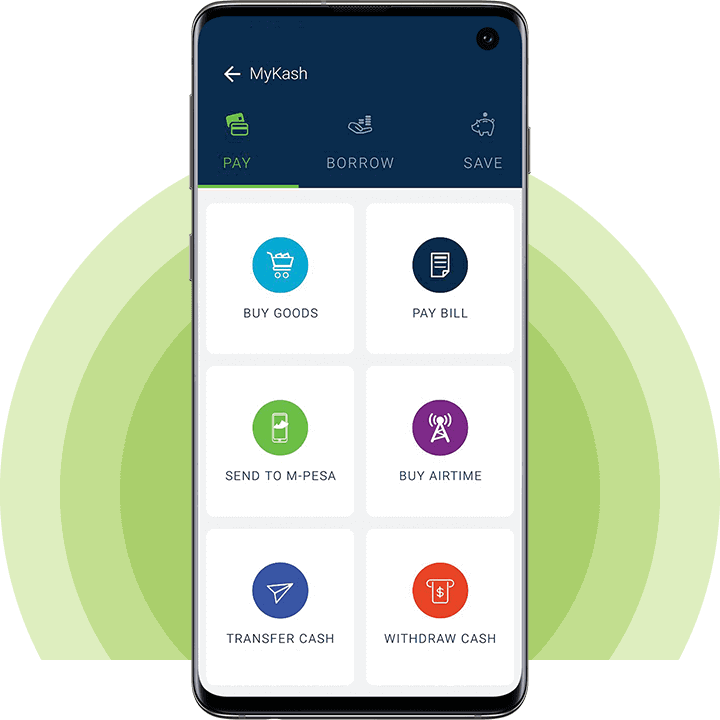 MyKash
PAY BORROW SAVE
BUY GOODS PAY BILL
SEND TO M-PESA BUY AIRTIME
TRANSFER CASH WITHDRAW CASH